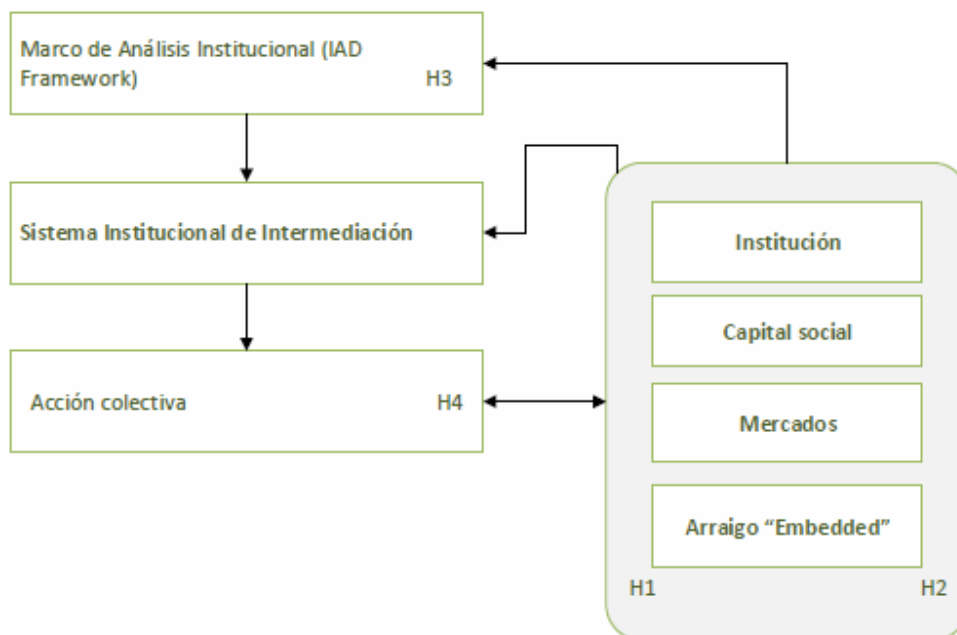 Marco de Análisis Institucional (IAD
Framework) H3
Sistema Institucional de Intermediación
Acción colectiva H4
Institución
Capital social
Mercados
Arraigo “Embedded”
H1 H2